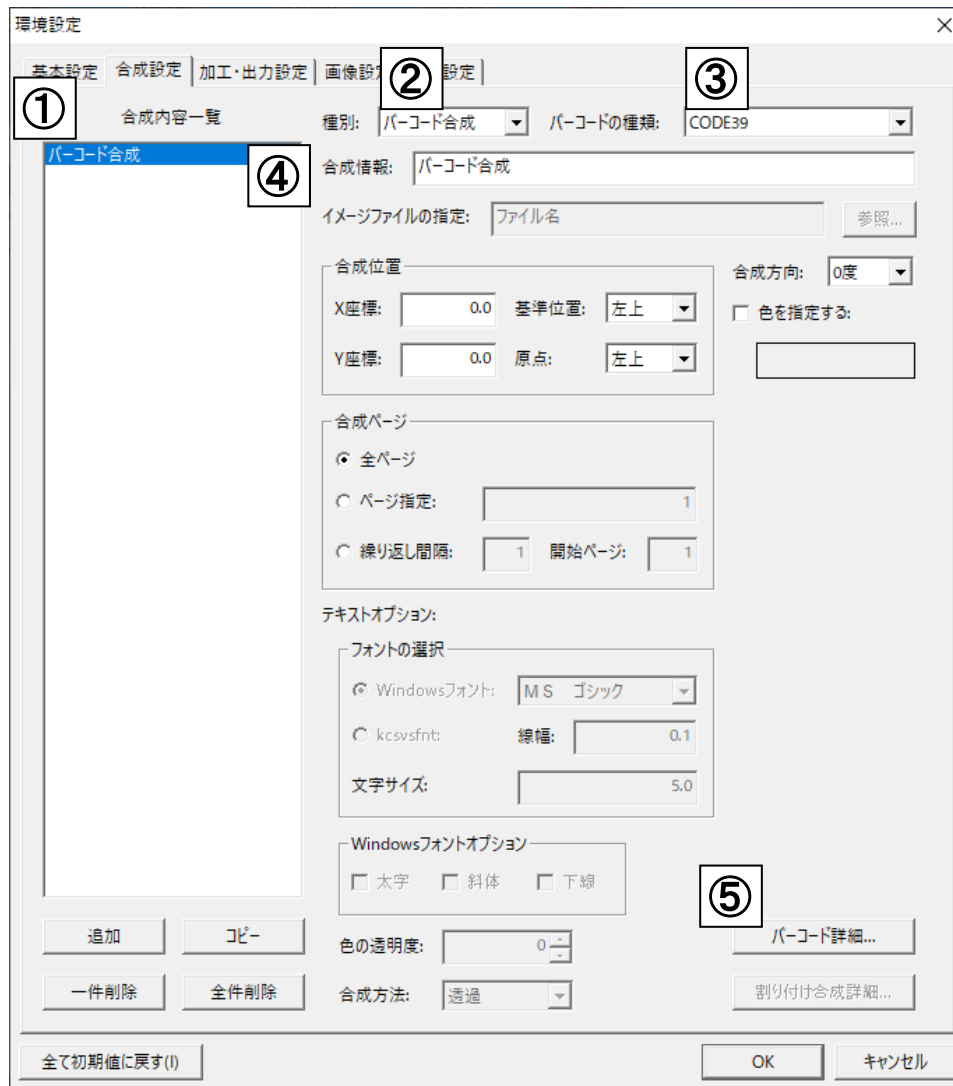 環境設定
基本設定 合成設定 加工・出力設定 画像設定 設定
① ② ③
合成内容一覧
種別: バーコード合成 バーコードの種類: CODE39
バーコード合成
④
合成情報: バーコード合成
イメージファイルの指定: ファイル名 参照...
合成位置
X座標: 0.0 基準位置: 左上
Y座標: 0.0 原点: 左上
合成方向: 0度
色を指定する:
合成ページ
全ページ
ページ指定: 1
繰り返し間隔: 1 開始ページ: 1
テキストオプション:
フォントの選択
Windowsフォント: MS ゴシック
kcsvsfnt: 線幅: 0.1
文字サイズ: 5.0
Windowsフォントオプション
太字 斜体 下線
⑤
追加 コピー
一件削除 全件削除
色の透明度: 0
合成方法: 透過
バーコード詳細...
割り付け合成詳細...
全て初期値に戻す(I) OK キャンセル